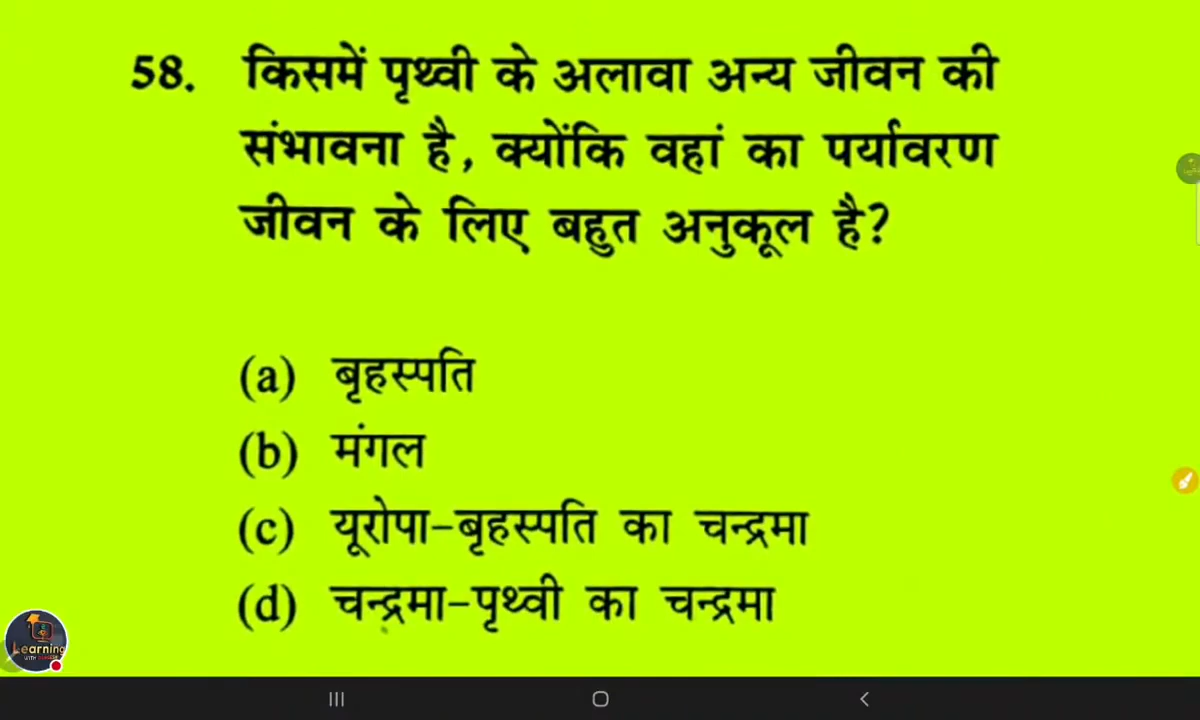 58. किसमें पृथ्वी के अलावा अन्य जीवन की
संभावना है, क्योंकि वहां का पर्यावरण
जीवन के लिए बहुत अनुकूल है?
(a) बृहस्पति
(b) मंगल
(c) यूरोपा-बृहस्पति का चन्द्रमा
(d) चन्द्रमा-पृथ्वी का चन्द्रमा
Learning